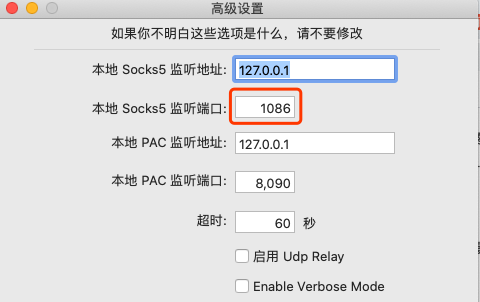 高级设置
如果你不明白这些选项是什么，请不要修改
本地 Socks5 监听地址: 127.0.0.1
本地 Socks5 监听端口: 1086
本地 PAC 监听地址: 127.0.0.1
本地 PAC 监听端口: 8,090
超时: 60 秒
启用 Udp Relay
Enable Verbose Mode